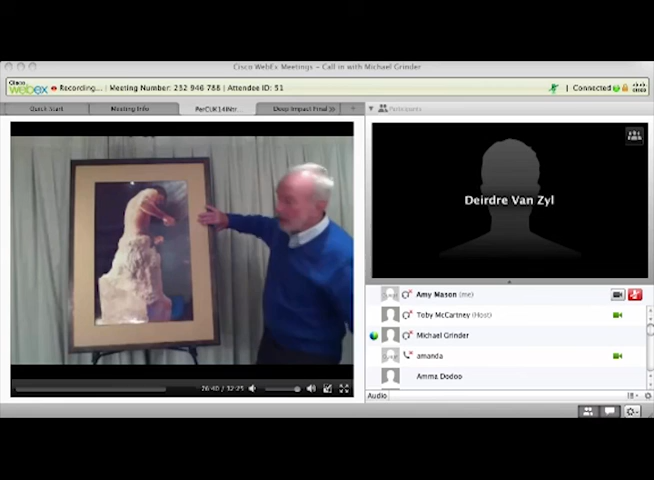 Cisco WebEx Meetings - Call in with Michael Grinder
Cisco webex Recording... | Meeting Number: 232 946 788 | Attendee ID: 51 | Connected
Quick Start Meeting Info PerCUK14INtr... Deep Impact Final »
Participants
Deirdre Van Zyl
Amy Mason (me)
Toby McCartney (Host)
Michael Grinder
amanda
Amma Dodoo
26:40 / 32:25
Audio